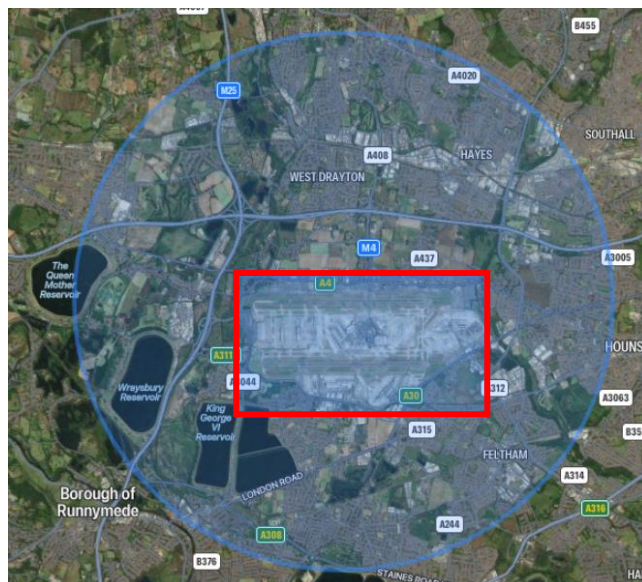 A4007
B455
A4020
M25
SOUTHALL
A408
HAYES
WEST DRAYTON
M4
A437
A3005
The
Queen
Mother
Reservoir
A4
A311
HOUNS
A3044
A30
A312
A3063
Wraysbury
Reservoir
King
George
VI
Reservoir
A315
B35
FELTHAM
A314
LONDON ROAD
Borough of
Runnymede
A316
A244
A308
B376
STAINES ROAD
HA